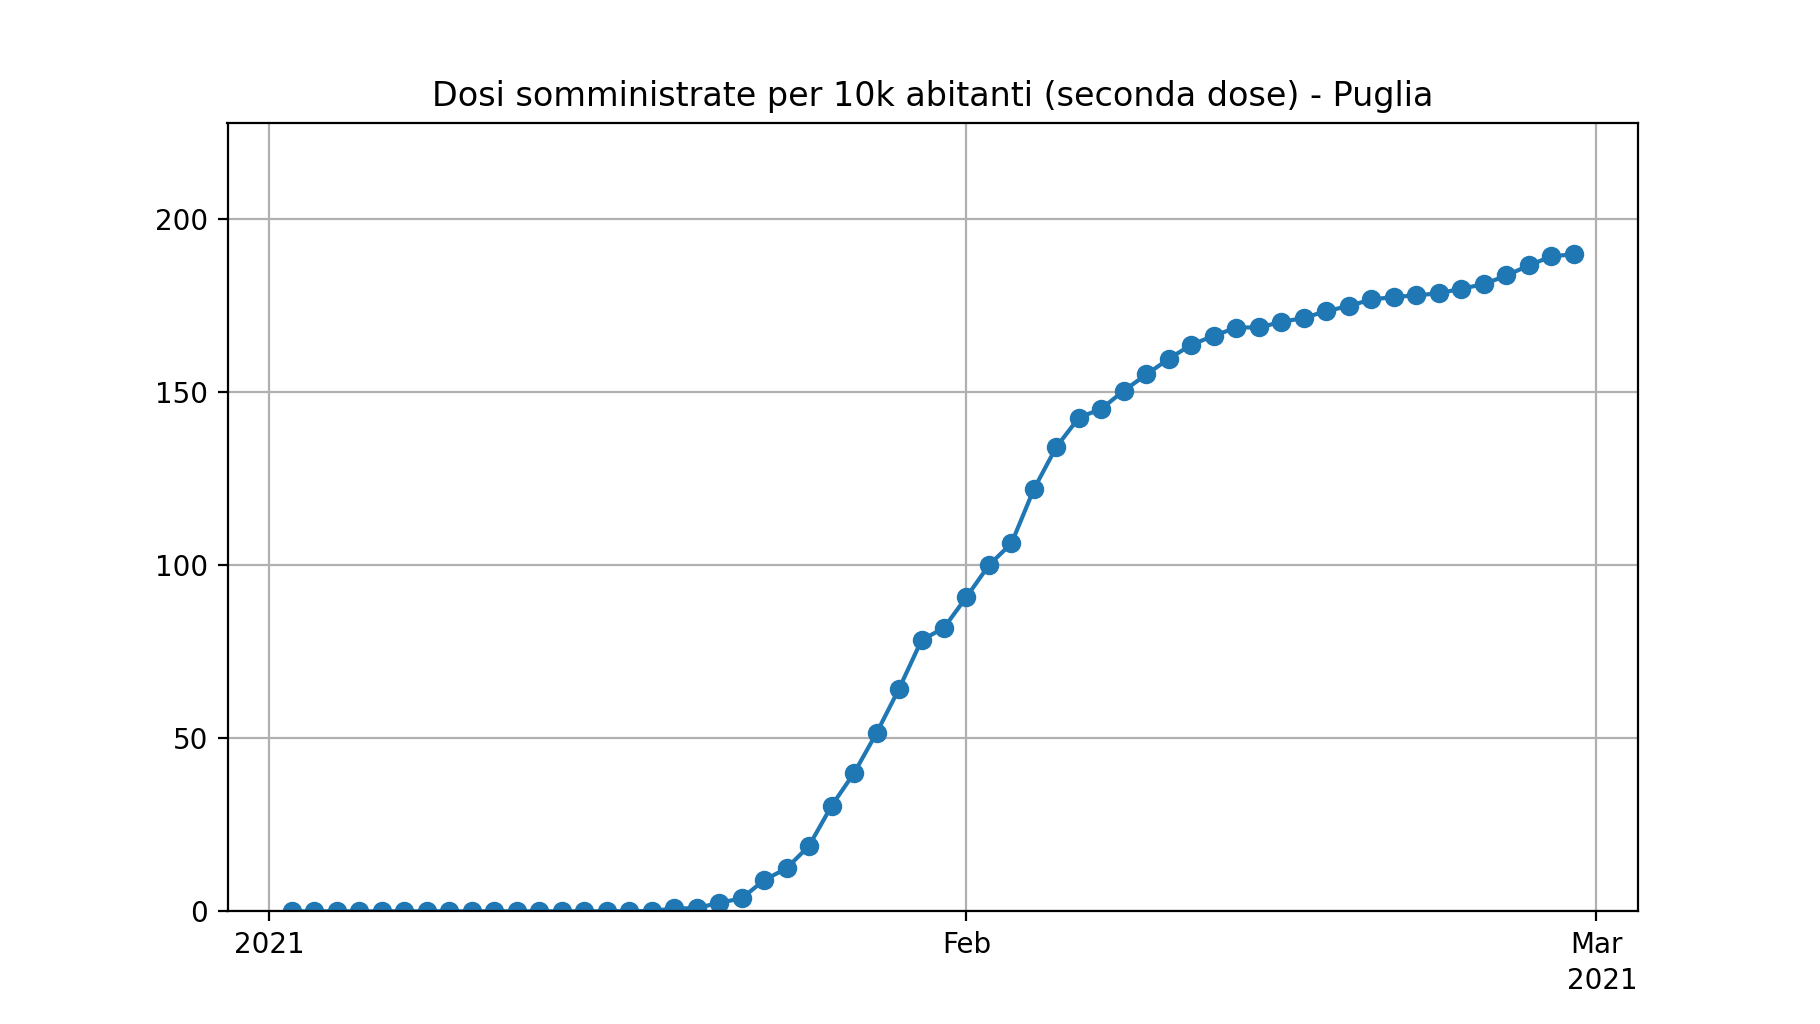 Dosi somministrate per 10k abitanti (seconda dose) - Puglia
200
150
100
50
0
2021
Feb
Mar
2021